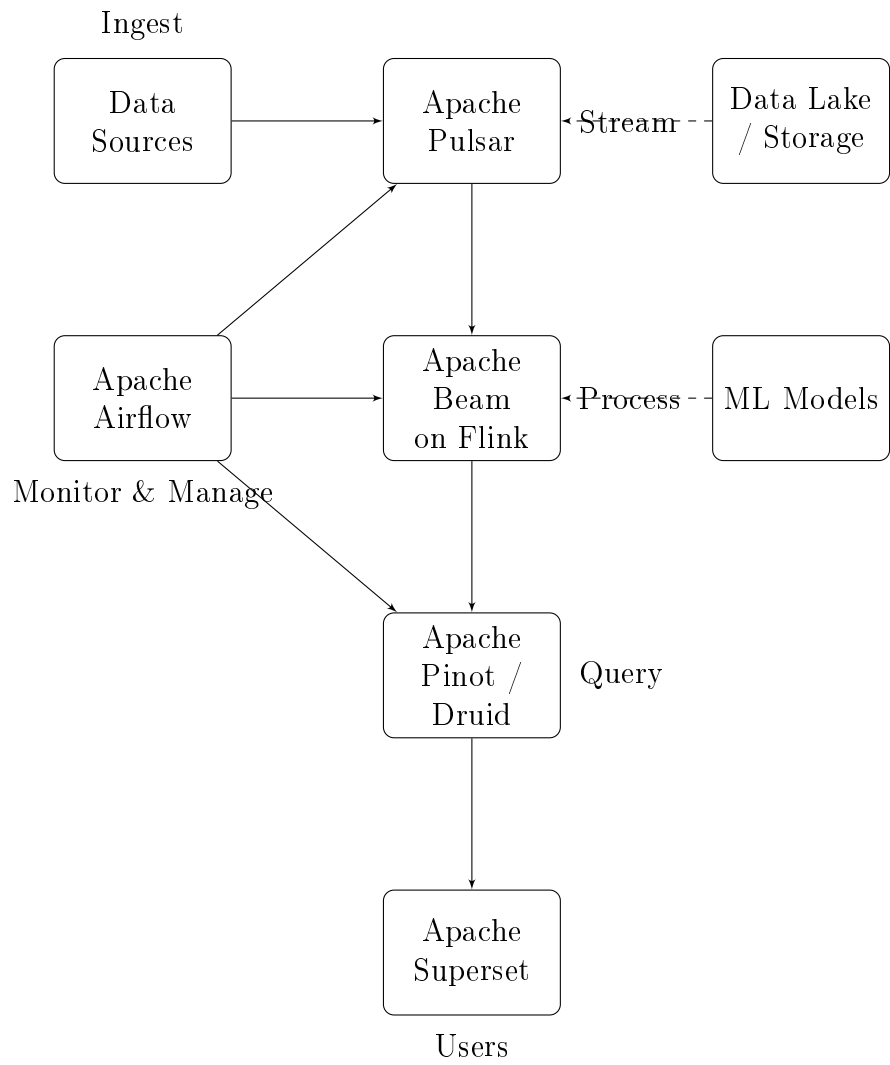 Ingest
Data
Sources
Apache
Pulsar
Stream
Data Lake
/ Storage
Apache
Airflow
Monitor & Manage
Apache
Beam
on Flink
Process
ML Models
Apache
Pinot /
Druid
Query
Apache
Superset
Users